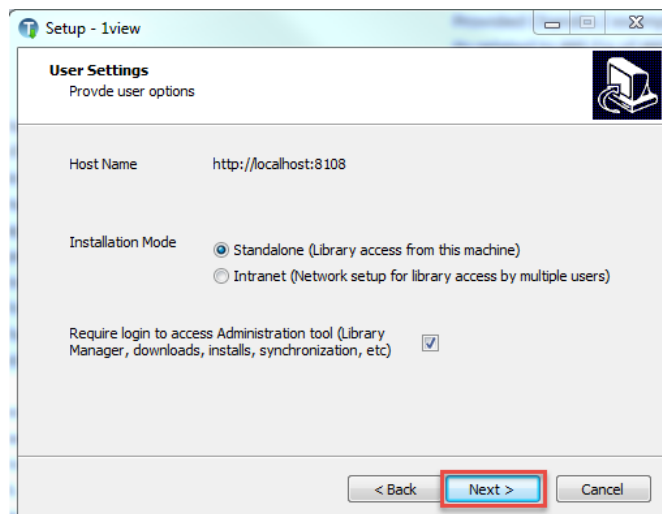 Setup - 1view
User Settings
Provde user options
Host Name
http://localhost:8108
Installation Mode
Standalone (Library access from this machine)
Intranet (Network setup for library access by multiple users)
Require login to access Administration tool (Library
Manager, downloads, installs, synchronization, etc)
< Back
Next >
Cancel